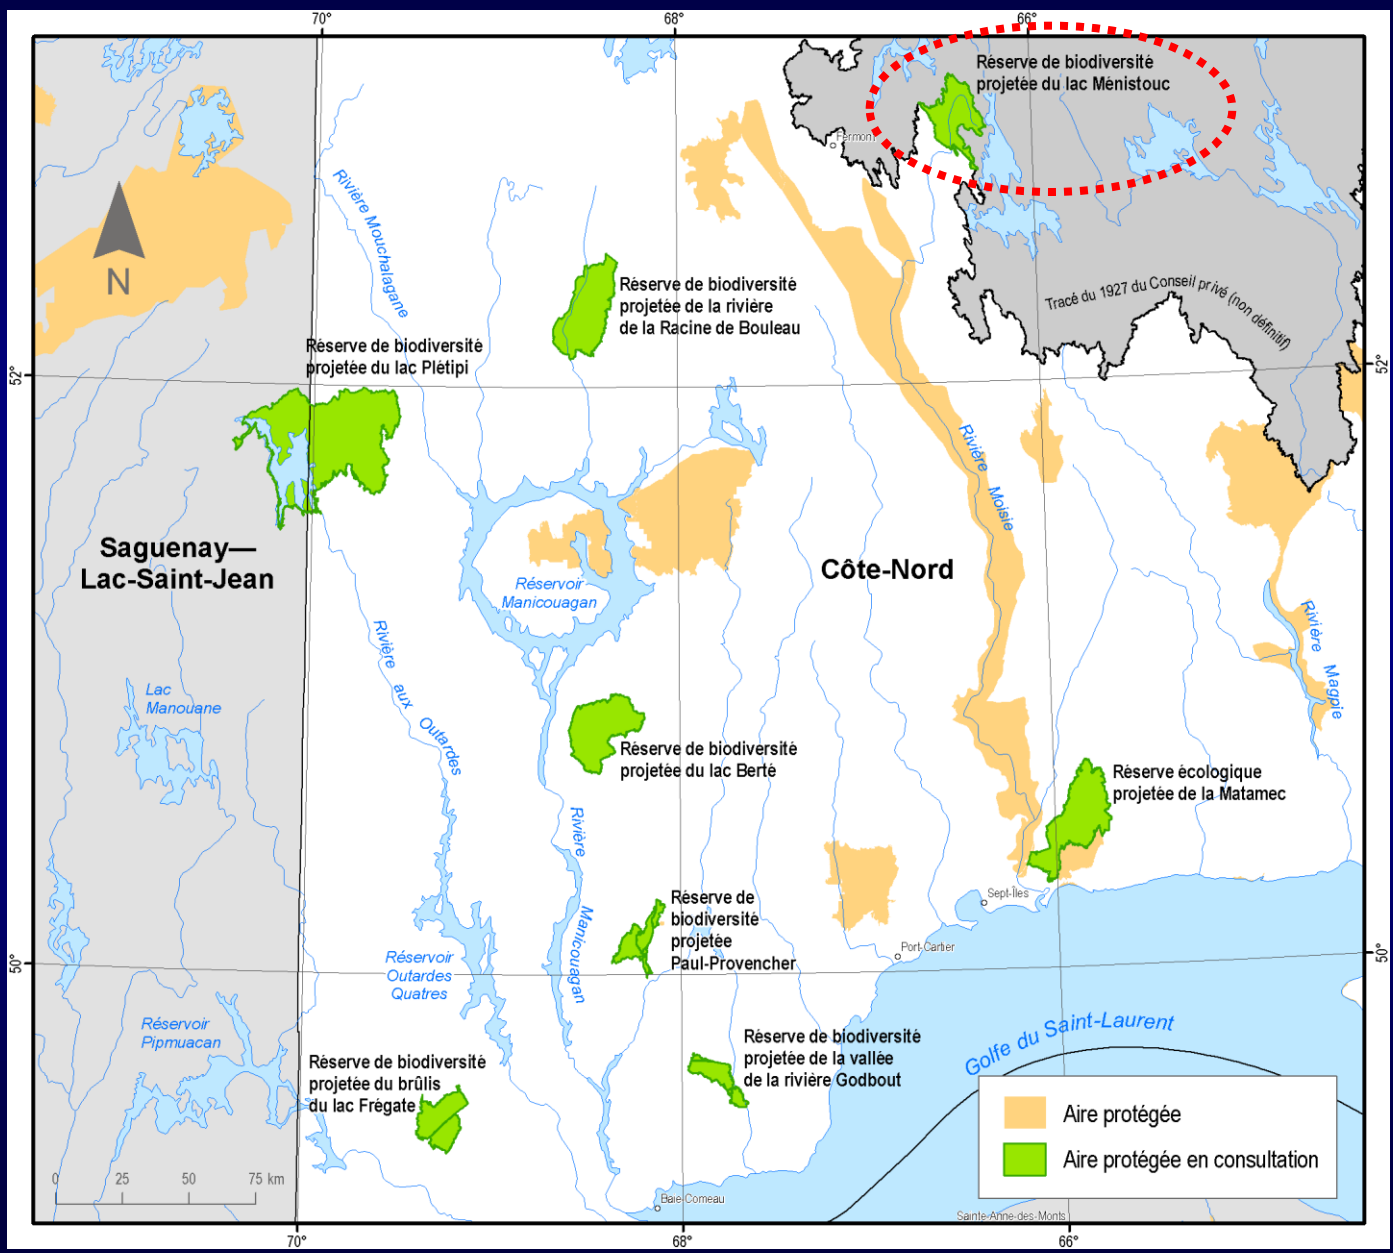 70°
68°
66°
Réserve de biodiversité
projetée du lac Ménistouc
Fermont
Rivière Mouchalagane
N
Réserve de biodiversité
projetée de la rivière
de la Racine de Bouleau
Tracé du 1927 du Conseil privé (non définitif)
Réserve de biodiversité
projetée du lac Plétipi
52°
52°
Rivière Moisie
Saguenay—
Lac-Saint-Jean
Côte-Nord
Réservoir
Manicouagan
Rivière aux Outardes
Rivière Magpie
Lac
Manouane
Réserve de biodiversité
projetée du lac Berté
Réserve écologique
projetée de la Matamec
Rivière Manicouagan
Réserve de
biodiversité
projetée
Paul-Provencher
Sept-Îles
Port-Cartier
50°
50°
Réservoir
Outardes
Quatres
Réservoir
Pipmuacan
Golfe du Saint-Laurent
Réserve de biodiversité
projetée de la vallée
de la rivière Godbout
Réserve de biodiversité
projetée du brûlis
du lac Frégate
Aire protégée
Aire protégée en consultation
0 25 50 75 km
Baie-Comeau
Sainte-Anne-des-Monts
70°
68°
66°